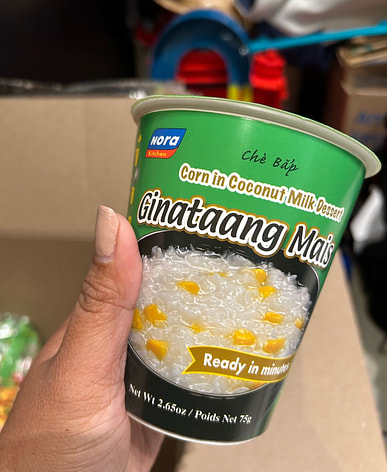 Nora
Kitchen
Chè Bắp
Corn in Coconut Milk Dessert
Ginataang Mais
Ready in minutes
Net Wt 2.65oz / Poids Net 75g